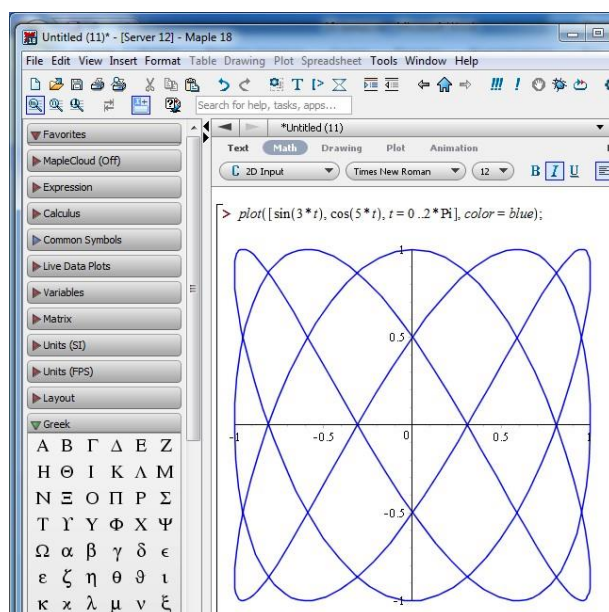 Untitled (11)* - [Server 12] - Maple 18
File Edit View Insert Format Table Drawing Plot Spreadsheet Tools Window Help
Search for help, tasks, apps...
*Untitled (11)
Text Math Drawing Plot Animation
C 2D Input Times New Roman 12 B I U
Favorites
MapleCloud (Off)
Expression
Calculus
Common Symbols
Live Data Plots
Variables
Matrix
Units (SI)
Units (FPS)
Layout
Greek
Α Β Γ Δ Ε Ζ
Η Θ Ι Κ Λ Μ
Ν Ξ Ο Π Ρ Σ
Τ ϒ Υ Φ Χ Ψ
Ω α β γ δ ϵ
ε ζ η θ ϑ ι
κ ϰ λ μ ν ξ
> plot([sin(3*t), cos(5*t), t = 0..2*Pi], color = blue);
1
0.5
-1 -0.5 0 0.5 1
-0.5
-1